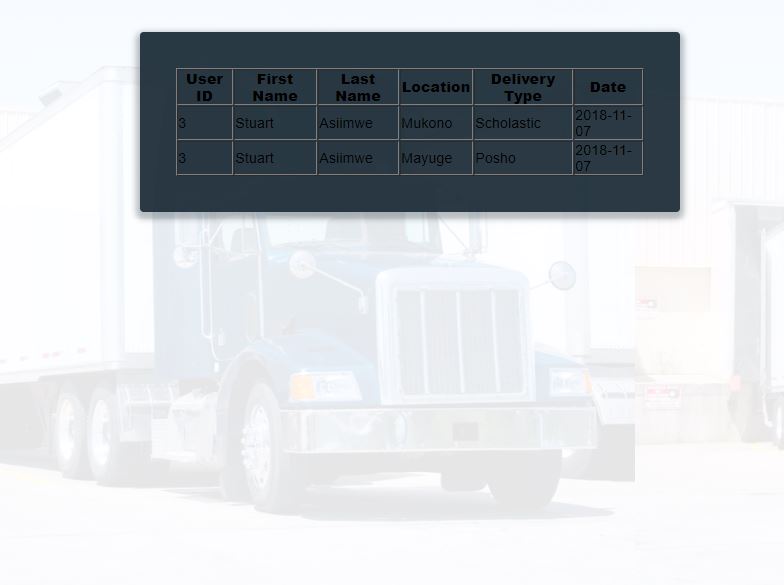 User ID First Name Last Name Location Delivery Type Date
3 Stuart Asiimwe Mukono Scholastic 2018-11-07
3 Stuart Asiimwe Mayuge Posho 2018-11-07